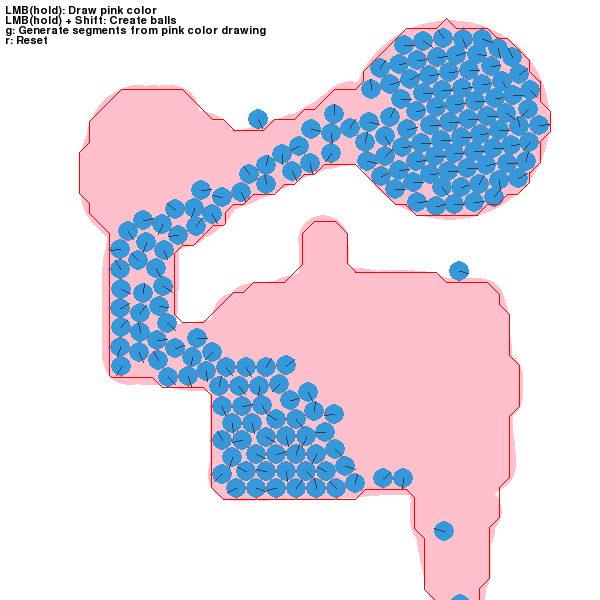 LMB(hold): Draw pink color
LMB(hold) + Shift: Create balls
g: Generate segments from pink color drawing
r: Reset